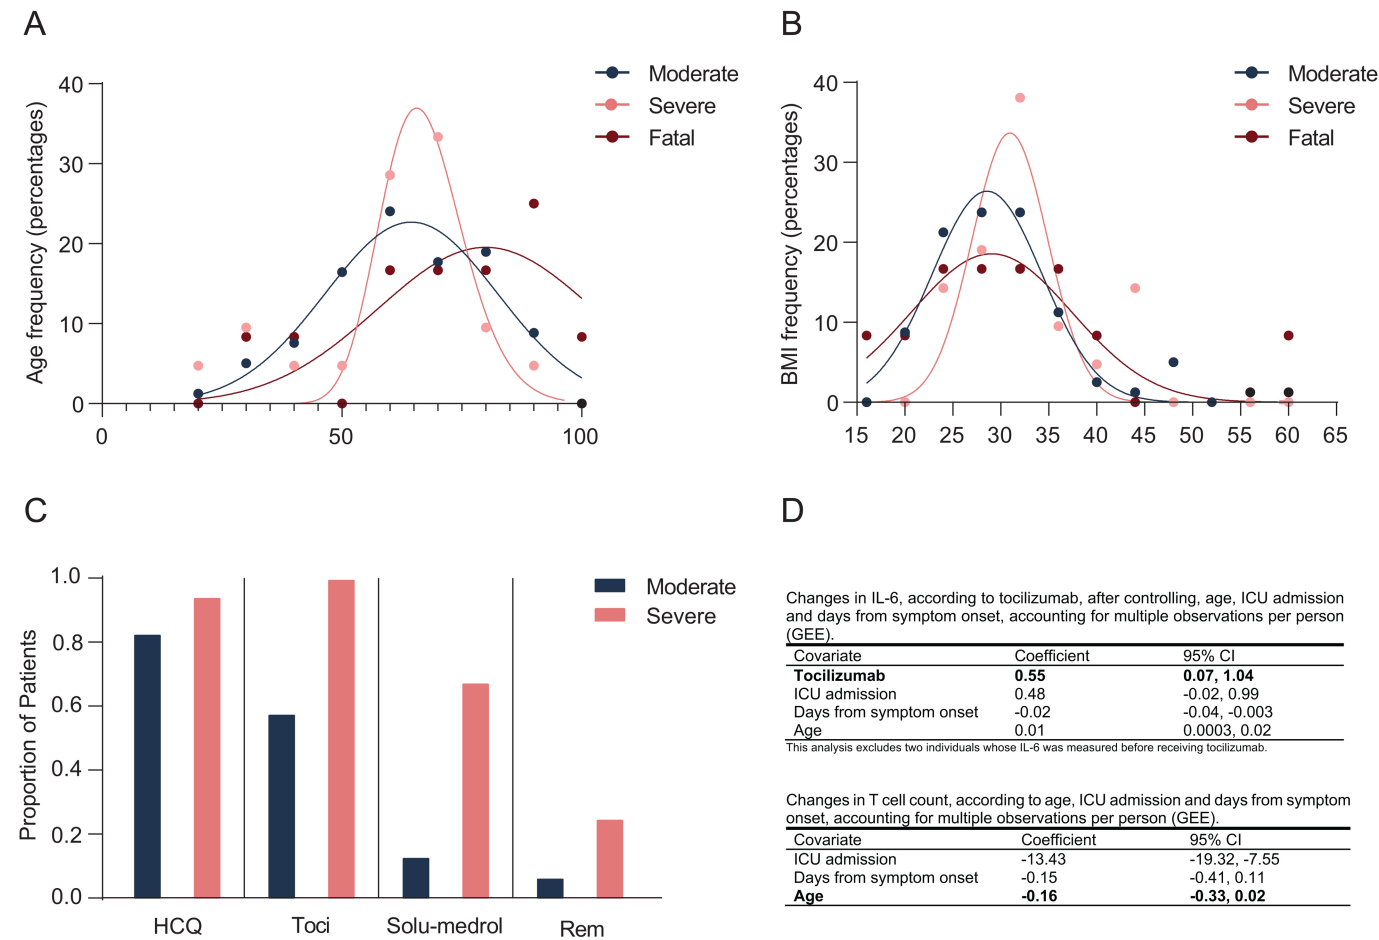 A
Age frequency (percentages)
40
30
20
10
0
0
50
100
Moderate
Severe
Fatal
B
BMI frequency (percentages)
40
30
20
10
0
15 20 25 30 35 40 45 50 55 60 65
Moderate
Severe
Fatal
C
Proportion of Patients
1.0
0.8
0.6
0.4
0.2
0.0
HCQ Toci Solu-medrol Rem
Moderate
Severe
D
Changes in IL-6, according to tocilizumab, after controlling, age, ICU admission
and days from symptom onset, accounting for multiple observations per person
(GEE).
Covariate Coefficient 95% CI
Tocilizumab 0.55 0.07, 1.04
ICU admission 0.48 -0.02, 0.99
Days from symptom onset -0.02 -0.04, -0.003
Age 0.01 0.0003, 0.02
This analysis excludes two individuals whose IL-6 was measured before receiving tocilizumab.
Changes in T cell count, according to age, ICU admission and days from symptom
onset, accounting for multiple observations per person (GEE).
Covariate Coefficient 95% CI
ICU admission -13.43 -19.32, -7.55
Days from symptom onset -0.15 -0.41, 0.11
Age -0.16 -0.33, 0.02